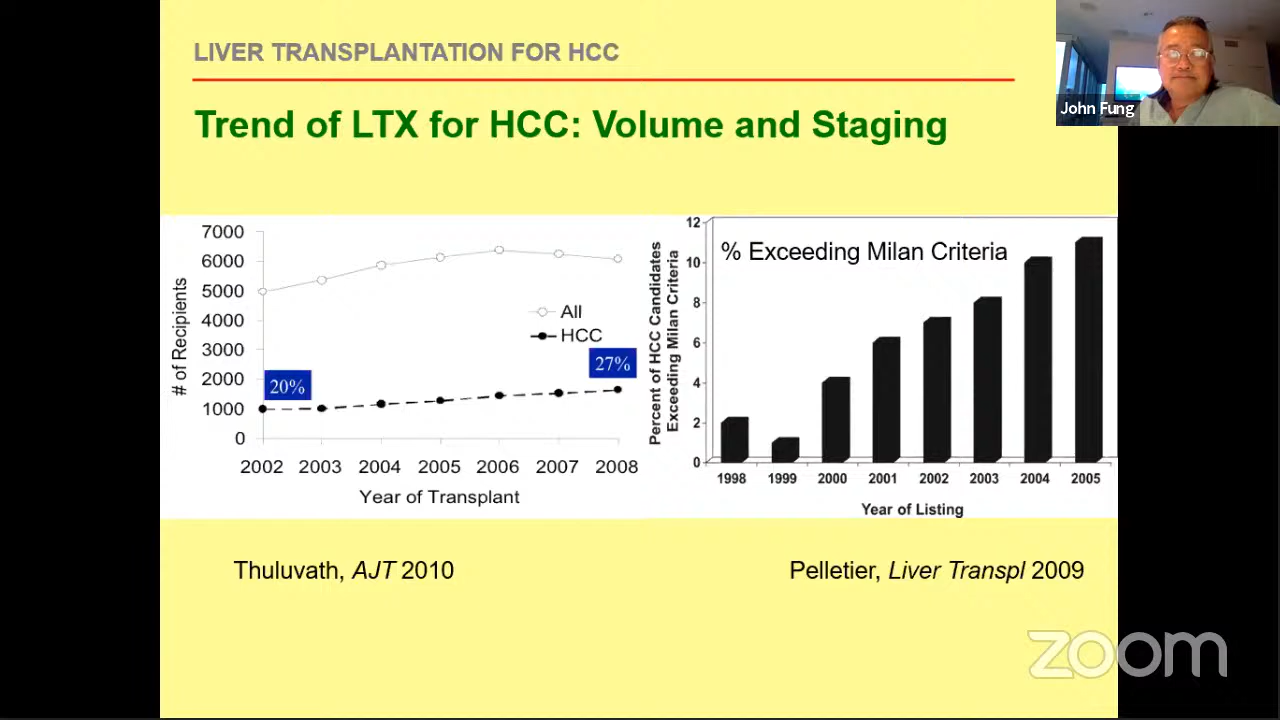 LIVER TRANSPLANTATION FOR HCC
Trend of LTX for HCC: Volume and Staging
John Fung
# of Recipients
7000
6000
5000
4000
3000
2000
1000
0
All
HCC
20%
27%
2002 2003 2004 2005 2006 2007 2008
Year of Transplant
Percent of HCC Candidates
Exceeding Milan Criteria
% Exceeding Milan Criteria
12
10
8
6
4
2
0
1998 1999 2000 2001 2002 2003 2004 2005
Year of Listing
Thuluvath, AJT 2010
Pelletier, Liver Transpl 2009
zoom